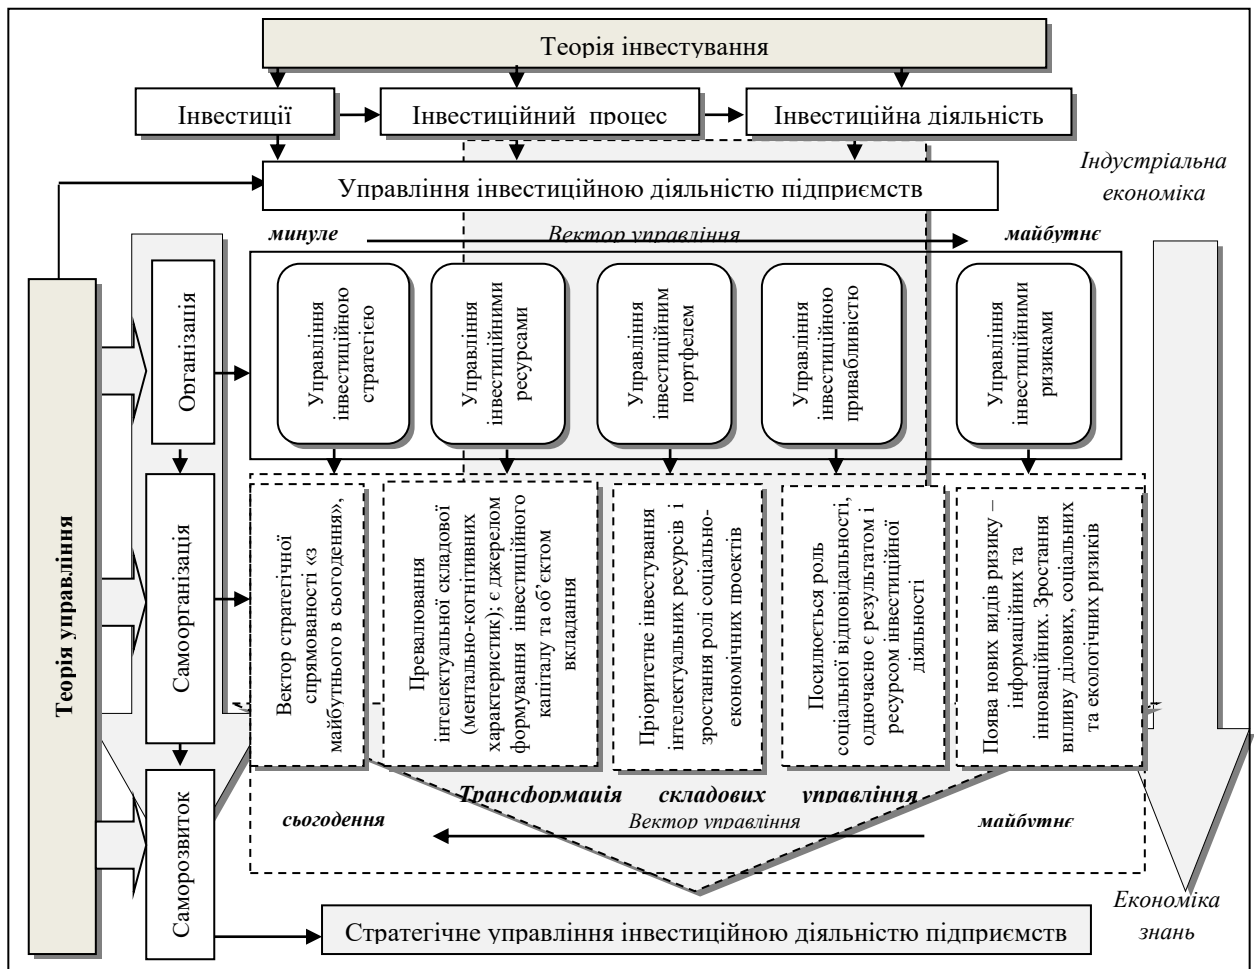 Теорія інвестування
Інвестиції
Інвестиційний процес
Інвестиційна діяльність
Управління інвестиційною діяльністю підприємств
Індустріальна
економіка
минуле
Вектор управління
майбутнє
Теорія управління
Організація
Самоорганізація
Саморозвиток
Управління
інвестиційною
стратегією
Управління
інвестиційними
ресурсами
Управління
інвестиційним
портфелем
Управління
інвестиційною
привабливістю
Управління
інвестиційними
ризиками
Вектор стратегічної
спрямованості «з
майбутнього в сьогодення»,
Превалювання
інтелектуальної складової
(ментально-когнітивних
характеристик); є джерелом
формування інвестиційного
капіталу та об’єктом
вкладання
Пріоритетне інвестування
інтелектуальних ресурсів і
зростання ролі соціально-
економічних проектів
Посилюється роль
соціальної відповідальності,
одночасно є результатом і
ресурсом інвестиційної
діяльності
Поява нових видів ризику –
інформаційних та
інноваційних. Зростання
впливу ділових, соціальних
та екологічних ризиків
Трансформація складових управління
сьогодення
Вектор управління
майбутнє
Економіка
знань
Стратегічне управління інвестиційною діяльністю підприємств